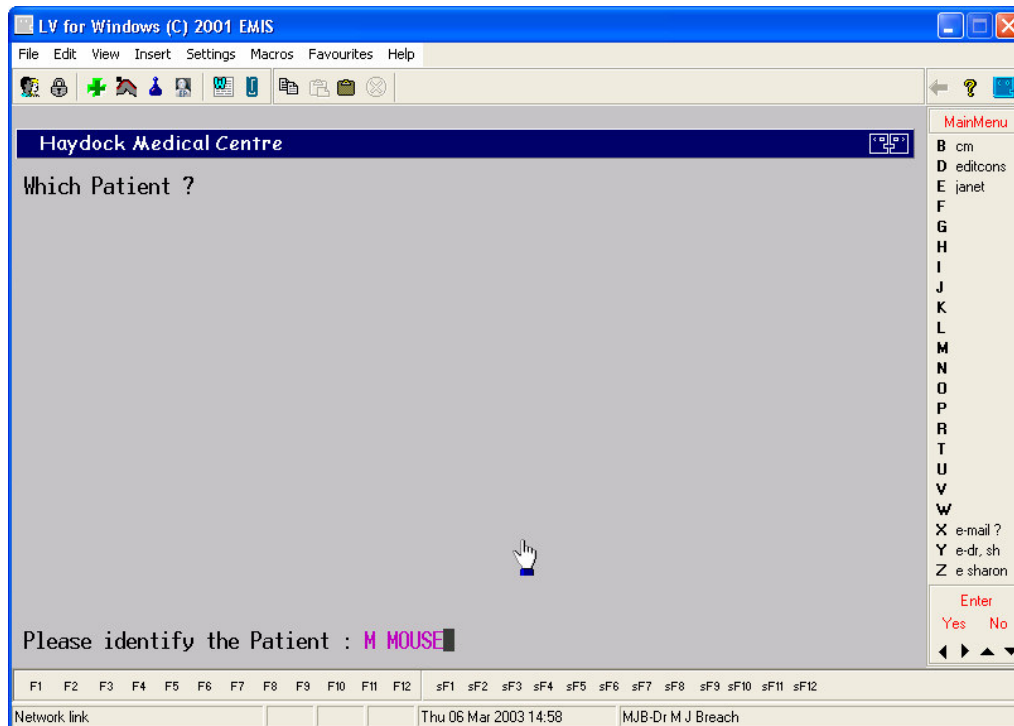 LV for Windows (C) 2001 EMIS
File Edit View Insert Settings Macros Favourites Help
Haydock Medical Centre
Which Patient ?
Please identify the Patient : M MOUSE
MainMenu
B cm
D editcons
E janet
F
G
H
I
J
K
L
M
N
O
P
R
T
U
V
W
X e-mail ?
Y e-dr, sh
Z e sharon
Enter
Yes No
F1 F2 F3 F4 F5 F6 F7 F8 F9 F10 F11 F12 sF1 sF2 sF3 sF4 sF5 sF6 sF7 sF8 sF9 sF10 sF11 sF12
Network link Thu 06 Mar 2003 14:58 MJB-Dr M J Breach